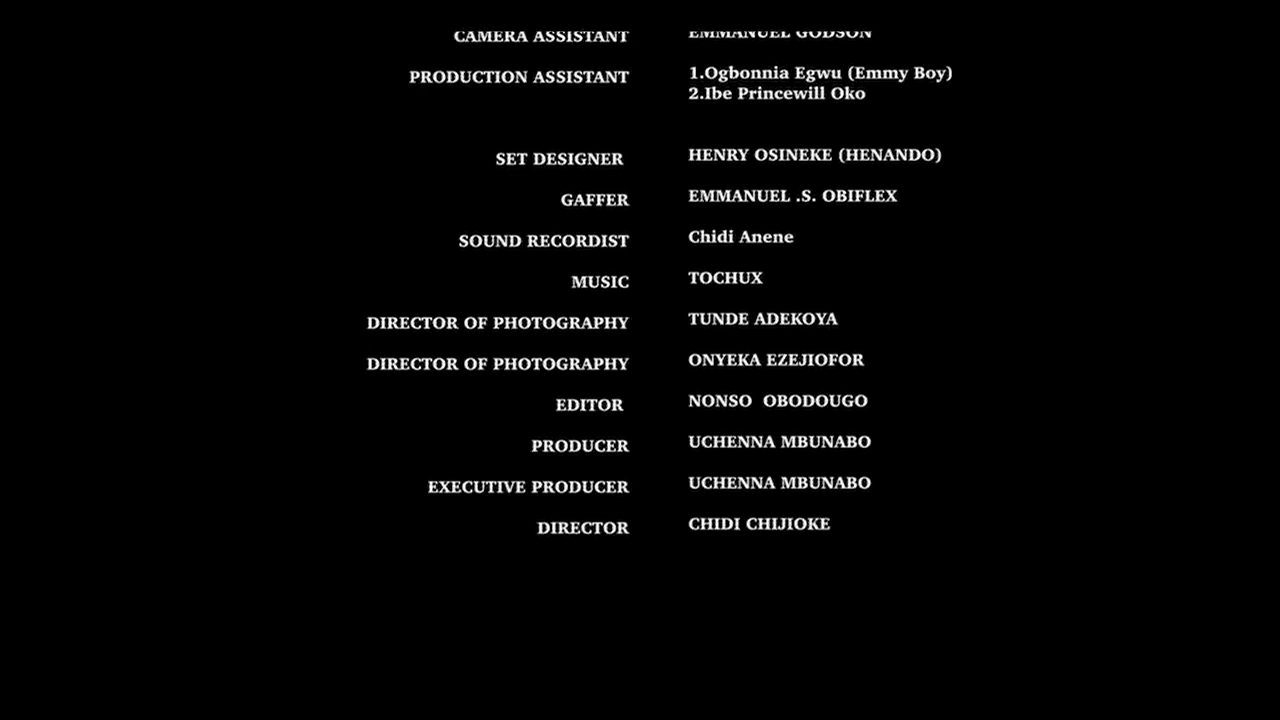 CAMERA ASSISTANT EMMANUEL GODSON
PRODUCTION ASSISTANT 1.Ogbonnia Egwu (Emmy Boy)
2.Ibe Princewill Oko
SET DESIGNER HENRY OSINEKE (HENANDO)
GAFFER EMMANUEL .S. OBIFLEX
SOUND RECORDIST Chidi Anene
MUSIC TOCHUX
DIRECTOR OF PHOTOGRAPHY TUNDE ADEKOYA
DIRECTOR OF PHOTOGRAPHY ONYEKA EZEJIOFOR
EDITOR NONSO  OBODOUGO
PRODUCER UCHENNA MBUNABO
EXECUTIVE PRODUCER UCHENNA MBUNABO
DIRECTOR CHIDI CHIJIOKE